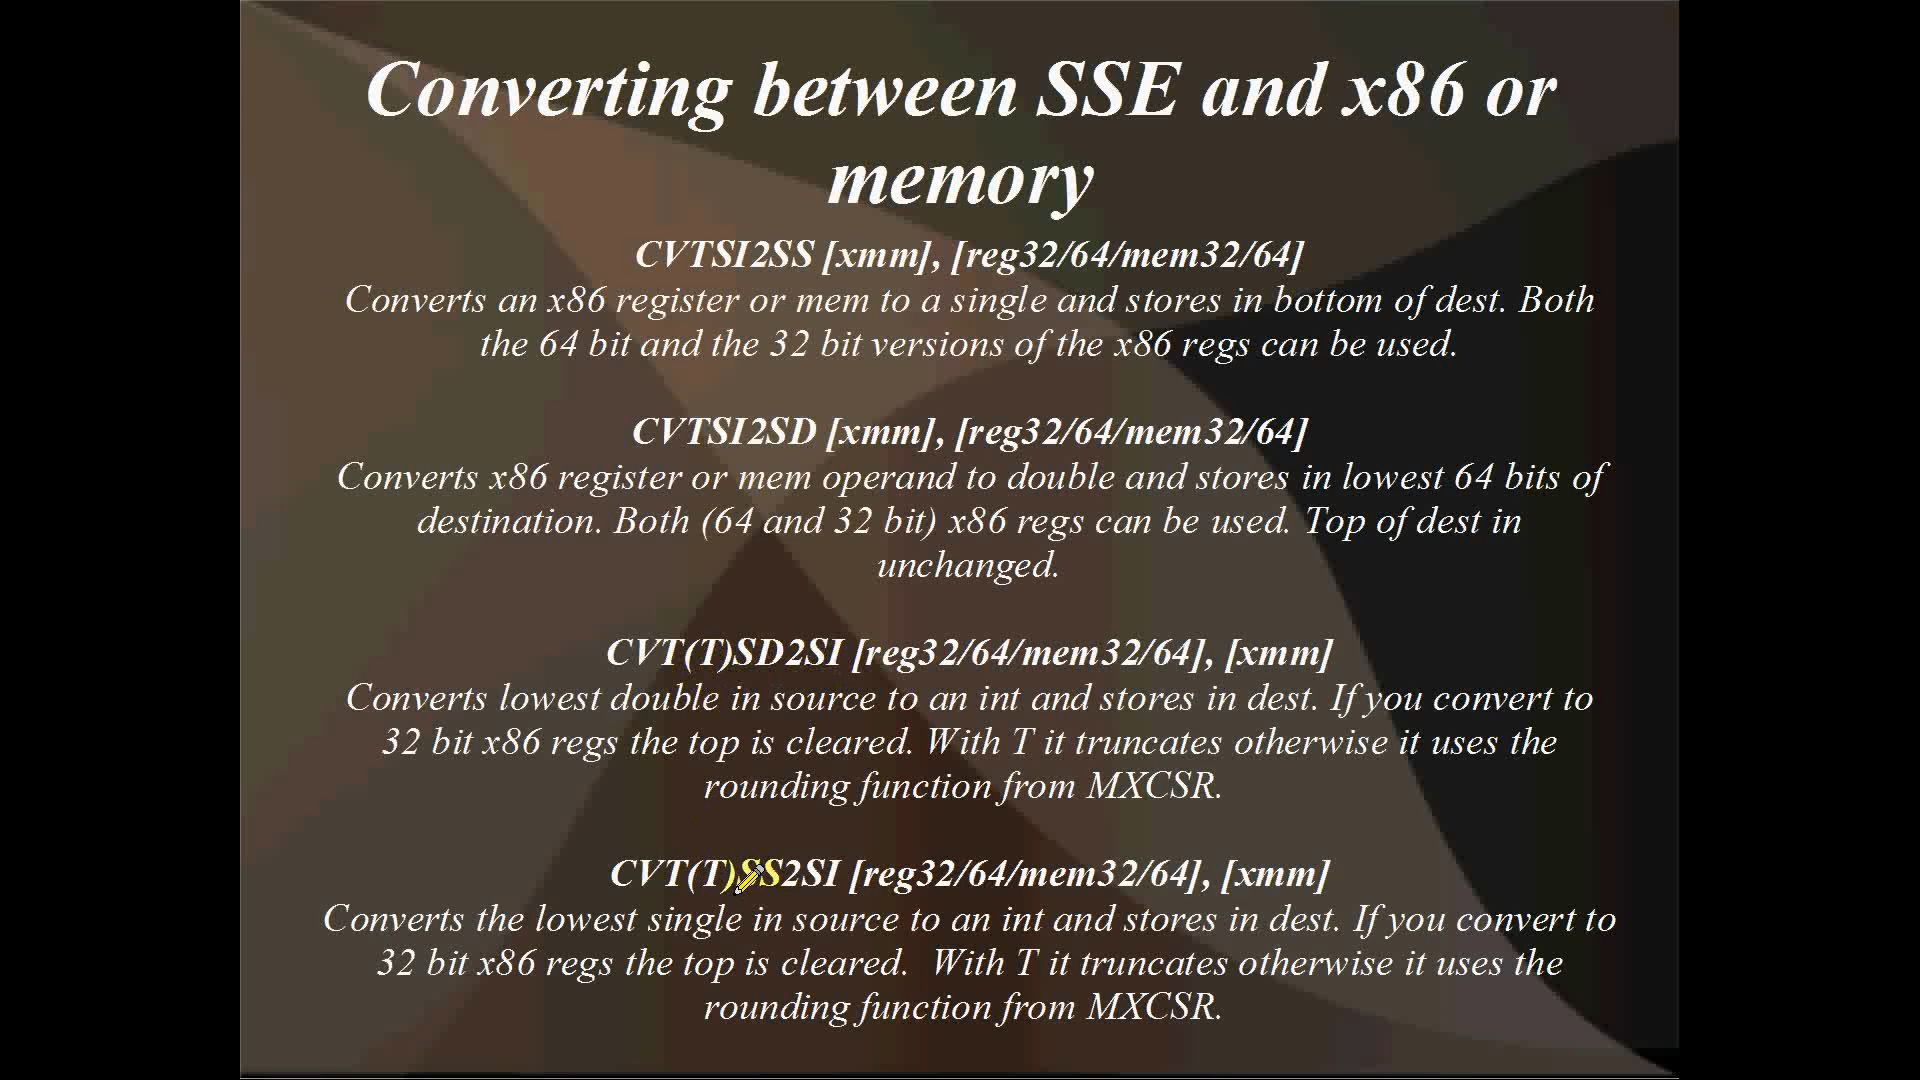 Converting between SSE and x86 or
memory
CVTSI2SS [xmm], [reg32/64/mem32/64]
Converts an x86 register or mem to a single and stores in bottom of dest. Both
the 64 bit and the 32 bit versions of the x86 regs can be used.
CVTSI2SD [xmm], [reg32/64/mem32/64]
Converts x86 register or mem operand to double and stores in lowest 64 bits of
destination. Both (64 and 32 bit) x86 regs can be used. Top of dest in
unchanged.
CVT(T)SD2SI [reg32/64/mem32/64], [xmm]
Converts lowest double in source to an int and stores in dest. If you convert to
32 bit x86 regs the top is cleared. With T it truncates otherwise it uses the
rounding function from MXCSR.
CVT(T)SS2SI [reg32/64/mem32/64], [xmm]
Converts the lowest single in source to an int and stores in dest. If you convert to
32 bit x86 regs the top is cleared.  With T it truncates otherwise it uses the
rounding function from MXCSR.